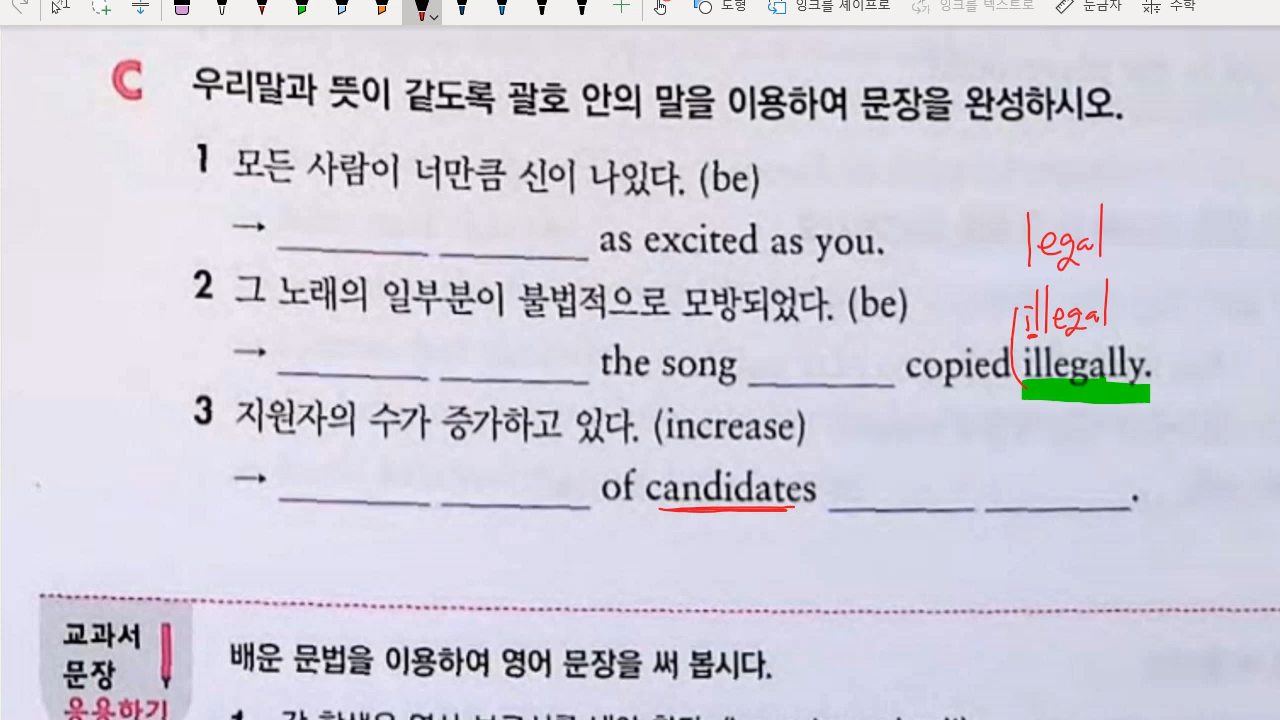 도형
잉크를 셰이프로
잉크를 텍스트로
눈금자
수학
C 우리말과 뜻이 같도록 괄호 안의 말을 이용하여 문장을 완성하시오.
1 모든 사람이 너만큼 신이 나있다. (be)
→ ________ ________ as excited as you.
legal
2 그 노래의 일부분이 불법적으로 모방되었다. (be)
illegal
→ ________ ________ the song ________ copied illegally.
3 지원자의 수가 증가하고 있다. (increase)
→ ________ ________ of candidates ________ ________.
교과서
문장
응용하기
배운 문법을 이용하여 영어 문장을 써 봅시다.